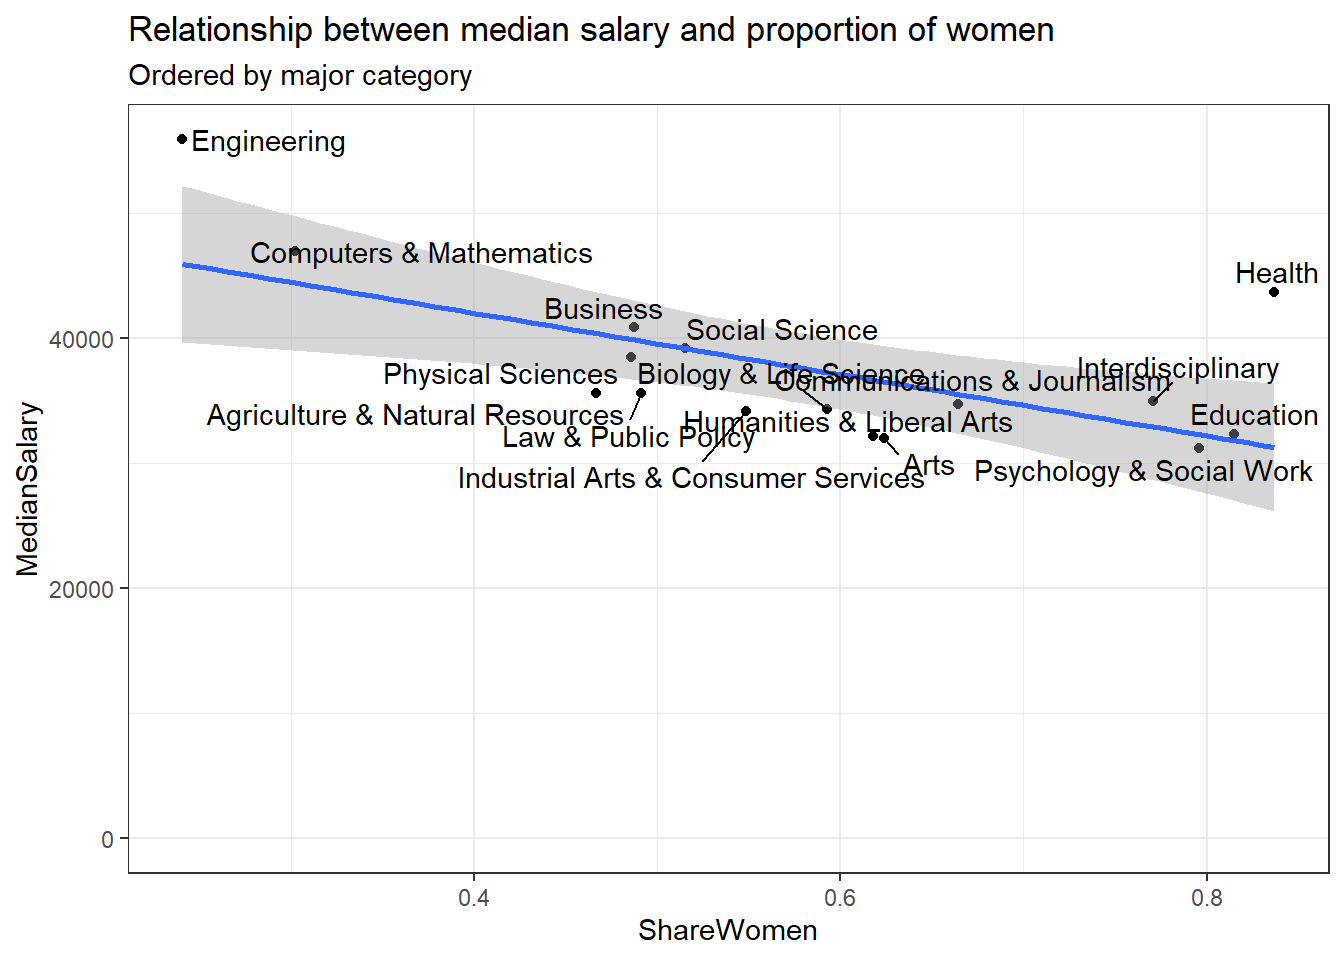 Relationship between median salary and proportion of women
Ordered by major category
Engineering
Computers & Mathematics
Health
Business
Social Science
Interdisciplinary
Physical Sciences
Biology & Life Science
Communications & Journalism
Agriculture & Natural Resources
Education
Humanities & Liberal Arts
Law & Public Policy
Arts
Psychology & Social Work
Industrial Arts & Consumer Services
40000
20000
0
MedianSalary
0.4
0.6
0.8
ShareWomen